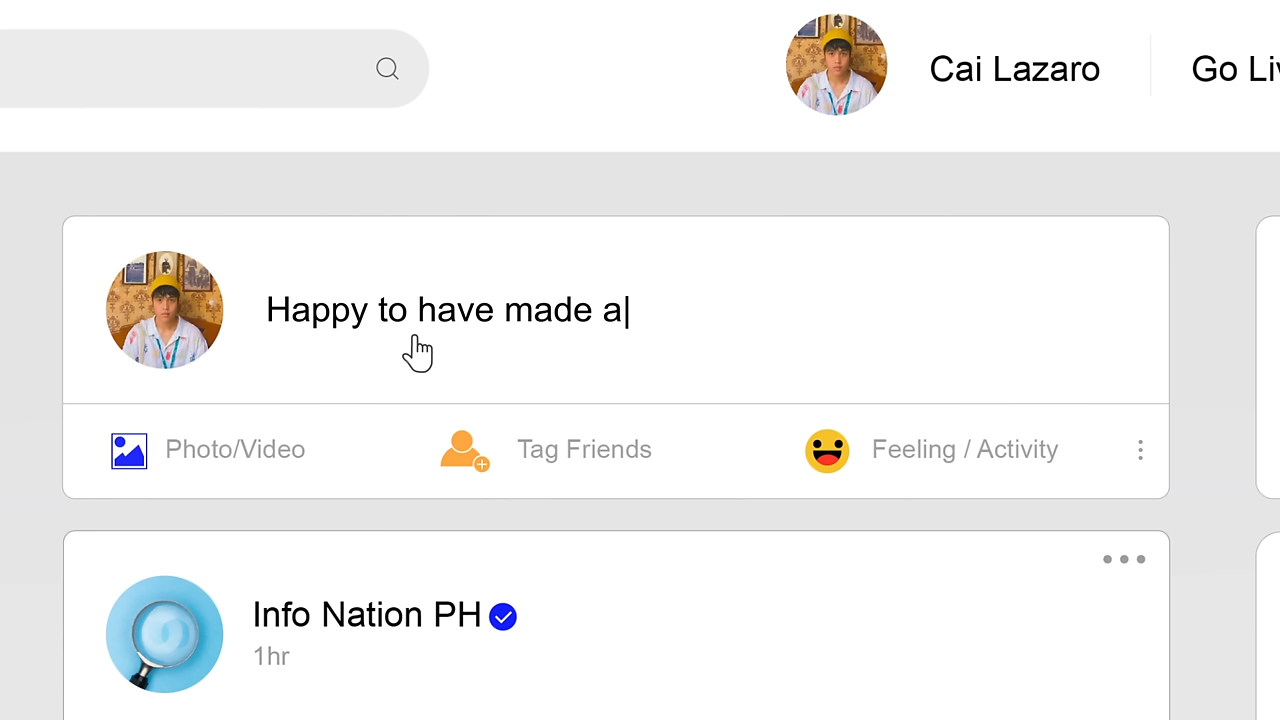 Cai Lazaro
Go Liv
Happy to have made a
Photo/Video
Tag Friends
Feeling / Activity
Info Nation PH
1hr